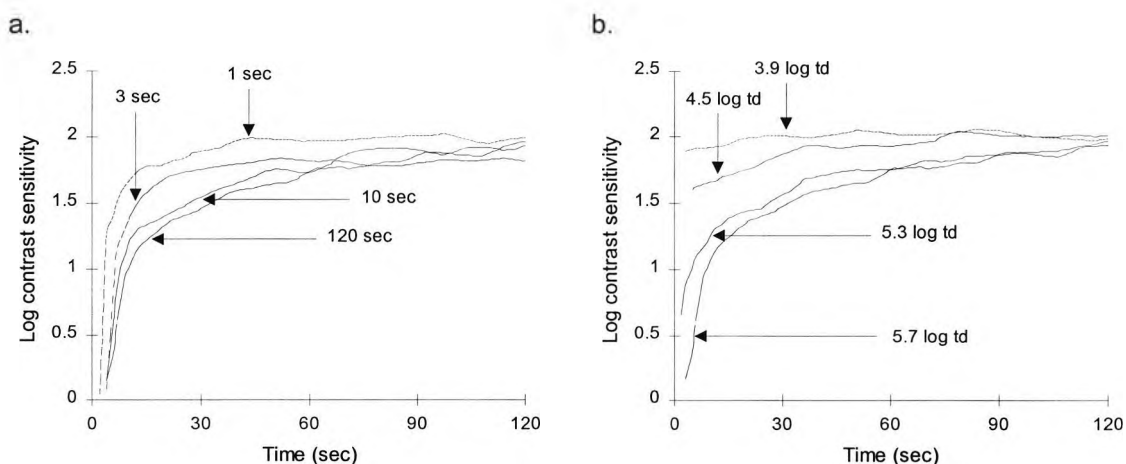 a.
2.5
2
1.5
1
0.5
0
Log contrast sensitivity
1 sec
3 sec
10 sec
120 sec
0
30
60
90
120
Time (sec)
b.
2.5
2
1.5
1
0.5
0
Log contrast sensitivity
3.9 log td
4.5 log td
5.3 log td
5.7 log td
0
30
60
90
120
Time (sec)